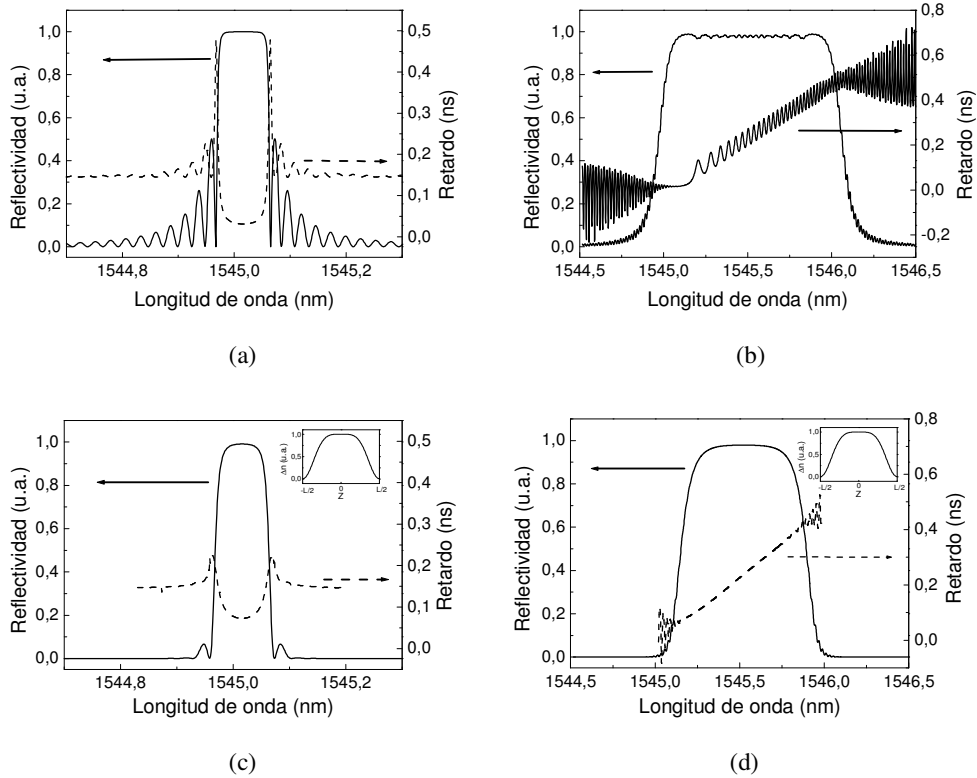 1,0
0,8
0,6
0,4
0,2
0,0
Reflectividad (u.a.)
0,5
0,4
0,3
0,2
0,1
0,0
Retardo (ns)
1544,8 1545,0 1545,2
Longitud de onda (nm)
(a)
1,0
0,8
0,6
0,4
0,2
0,0
Reflectividad (u.a.)
0,8
0,6
0,4
0,2
0,0
-0,2
Retardo (ns)
1544,5 1545,0 1545,5 1546,0 1546,5
Longitud de onda (nm)
(b)
1,0
0,8
0,6
0,4
0,2
0,0
Reflectividad (u.a.)
1,0
0,5
0,0
Δn (u.a.)
-L/2 0 L/2
Z
0,5
0,4
0,3
0,2
0,1
0,0
Retardo (ns)
1544,8 1545,0 1545,2
Longitud de onda (nm)
(c)
1,0
0,8
0,6
0,4
0,2
0,0
Reflectividad (u.a.)
1,0
0,5
0,0
Δn (u.a.)
-L/2 0 L/2
Z
0,8
0,6
0,4
0,2
0,0
Retardo (ns)
1544,5 1545,0 1545,5 1546,0 1546,5
Longitud de onda (nm)
(d)